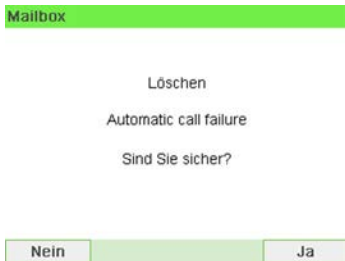 Mailbox
Löschen
Automatic call failure
Sind Sie sicher?
Nein Ja